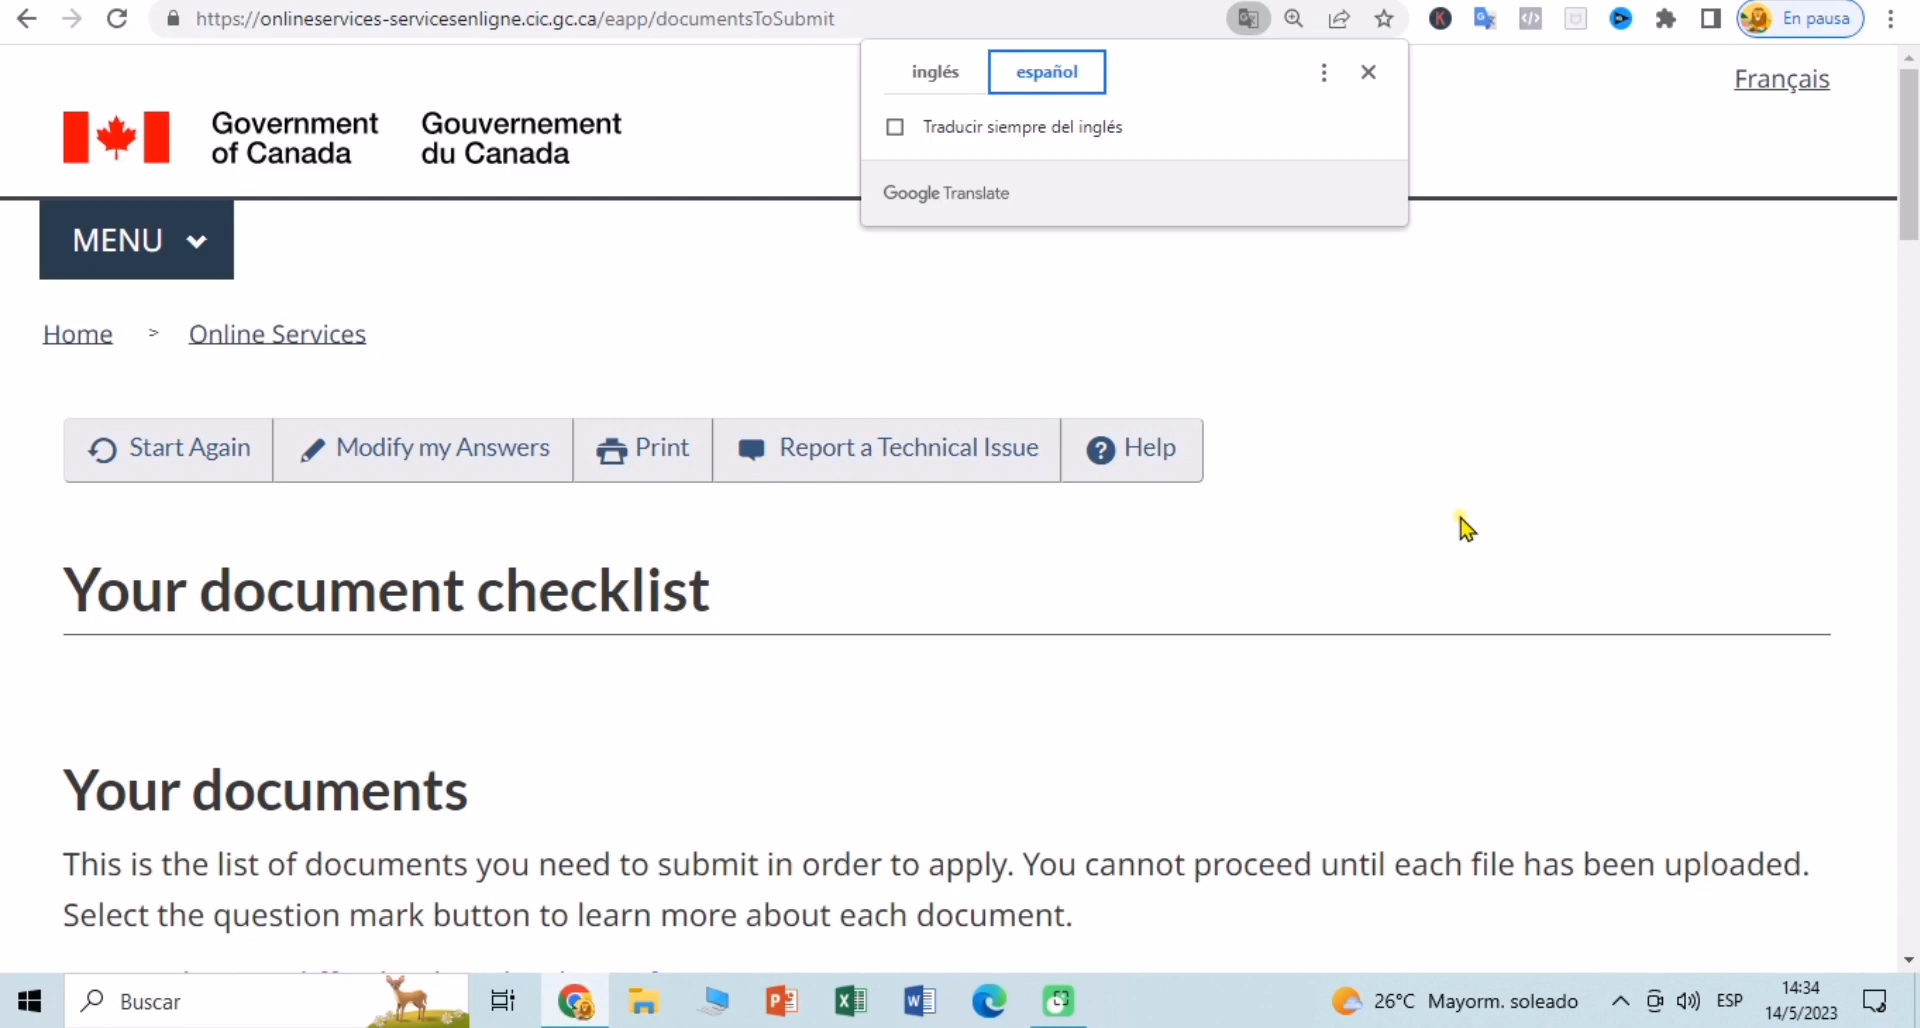 https://onlineservices-servicesenligne.cic.gc.ca/eapp/documentsToSubmit
En pausa
inglés español
Traducir siempre del inglés
Google Translate
Français
Government of Canada
Gouvernement du Canada
MENU
Home > Online Services
Start Again Modify my Answers Print Report a Technical Issue ? Help
Your document checklist
Your documents
This is the list of documents you need to submit in order to apply. You cannot proceed until each file has been uploaded.
Select the question mark button to learn more about each document.
Buscar
26°C Mayorm. soleado
ESP
14:34
14/5/2023